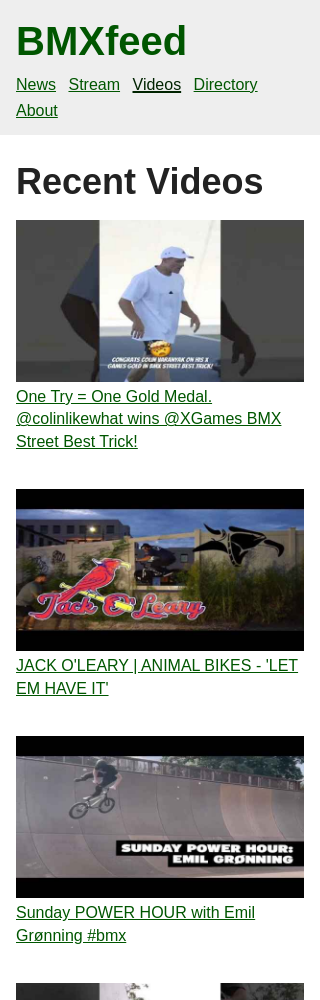 BMXfeed
News Stream Videos Directory
About
Recent Videos
CONGRATS COLIN VARANYAK ON HIS X
GAMES GOLD IN BMX STREET BEST TRICK!
One Try = One Gold Medal.
@colinlikewhat wins @XGames BMX
Street Best Trick!
Jack O'Leary
JACK O'LEARY | ANIMAL BIKES - 'LET
EM HAVE IT'
SUNDAY POWER HOUR:
EMIL GRØNNING
Sunday POWER HOUR with Emil
Grønning #bmx